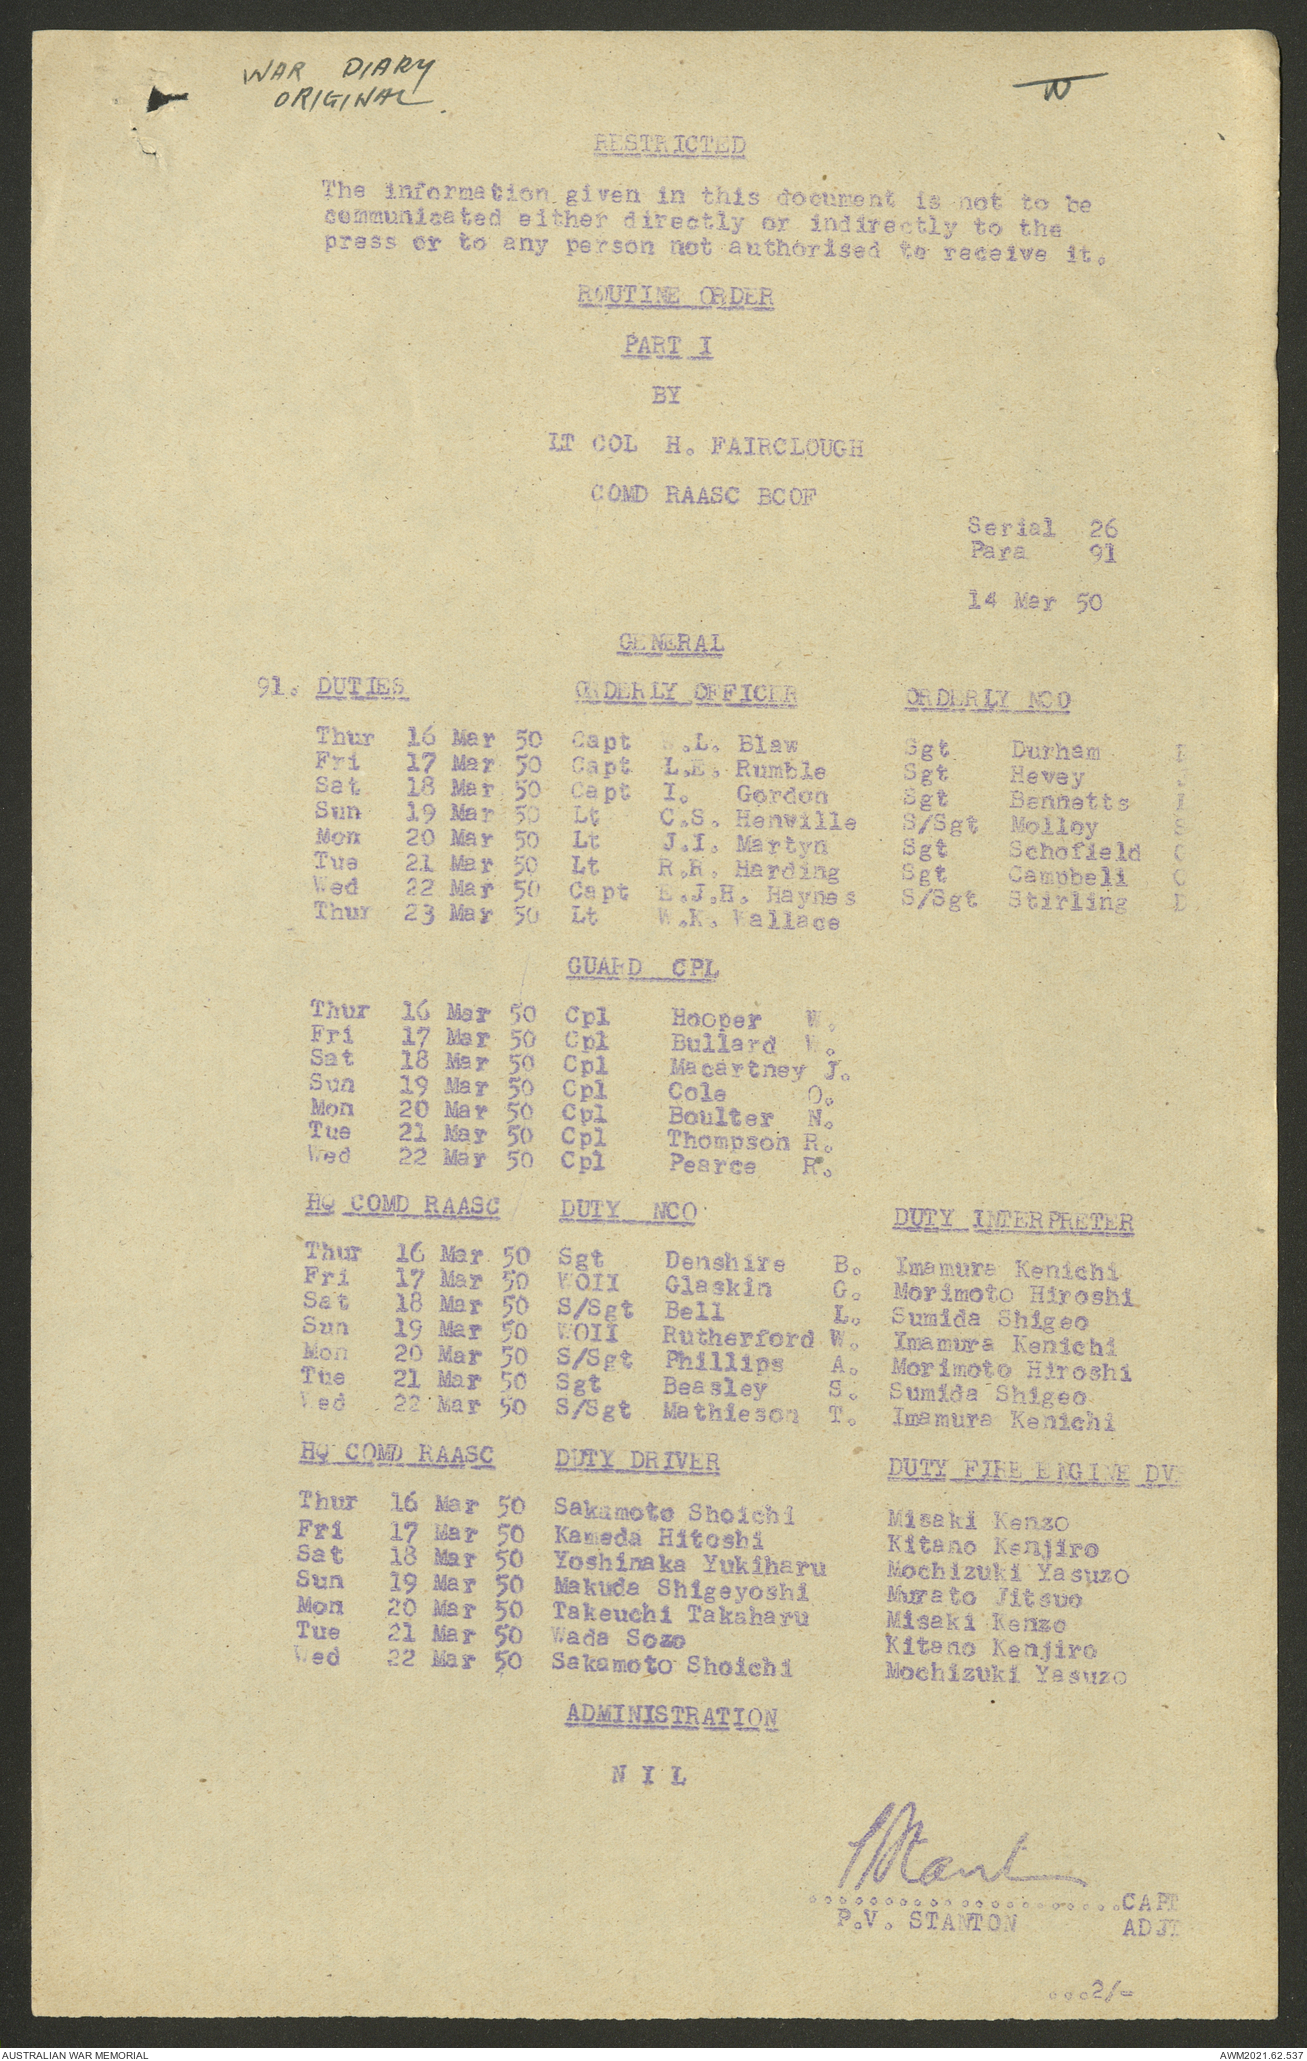 WAR DIARY
ORIGINAL
RESTRICTED
The information given in this document is not to be
communicated either directly or indirectly to the
press or to any person not authorised to receive it.
ROUTINE ORDER
PART I
BY
LT COL H. FAIRCLOUGH
COMD RAASC BCOF
Serial 26
Para 91
14 Mar 50
GENERAL
91. DUTIES ORDERLY OFFICER ORDERLY NCO
Thur 16 Mar 50 Capt .L. Blaw Sgt Durham
Fri 17 Mar 50 Capt L.E. Rumble Sgt Hevey
Sat 18 Mar 50 Capt I. Gordon Sgt Bennetts
Sun 19 Mar 50 Lt C.S. Henville S/Sgt Molloy S
Mon 20 Mar 50 Lt J.I. Martyn Sgt Schofield
Tue 21 Mar 50 Lt R.R. Harding Sgt Campbell
Wed 22 Mar 50 Capt E.J.H. Haynes S/Sgt Stirling D
Thur 23 Mar 50 Lt W.K. Wallace
GUARD CPL
Thur 16 Mar 50 Cpl Hooper W.
Fri 17 Mar 50 Cpl Bullard W.
Sat 18 Mar 50 Cpl Macartney J.
Sun 19 Mar 50 Cpl Cole O.
Mon 20 Mar 50 Cpl Boulter N.
Tue 21 Mar 50 Cpl Thompson R.
Wed 22 Mar 50 Cpl Pearce R.
HQ COMD RAASC DUTY NCO DUTY INTERPRETER
Thur 16 Mar 50 Sgt Denshire B. Imamura Kenichi
Fri 17 Mar 50 WOII Glaskin G. Morimoto Hiroshi
Sat 18 Mar 50 S/Sgt Bell L. Sumida Shigeo
Sun 19 Mar 50 WOII Rutherford W. Imamura Kenichi
Mon 20 Mar 50 S/Sgt Phillips A. Morimoto Hiroshi
Tue 21 Mar 50 Sgt Beasley S. Sumida Shigeo
Wed 22 Mar 50 S/Sgt Mathieson T. Imamura Kenichi
HQ COMD RAASC DUTY DRIVER DUTY FIRE ENGINE DV
Thur 16 Mar 50 Sakamoto Shoichi Misaki Kenzo
Fri 17 Mar 50 Kameda Hitoshi Kitano Kenjiro
Sat 18 Mar 50 Yoshinaka Yukiharu Mochizuki Yasuzo
Sun 19 Mar 50 Makuda Shigeyoshi Murato Jitsuo
Mon 20 Mar 50 Takeuchi Takaharu Misaki Kenzo
Tue 21 Mar 50 Wada Sozo Kitano Kenjiro
Wed 22 Mar 50 Sakamoto Shoichi Mochizuki Yasuzo
ADMINISTRATION
N I L
.....................CAPT
P.V. STANTON ADJT
...2/-
AUSTRALIAN WAR MEMORIAL AWM2021.62.537